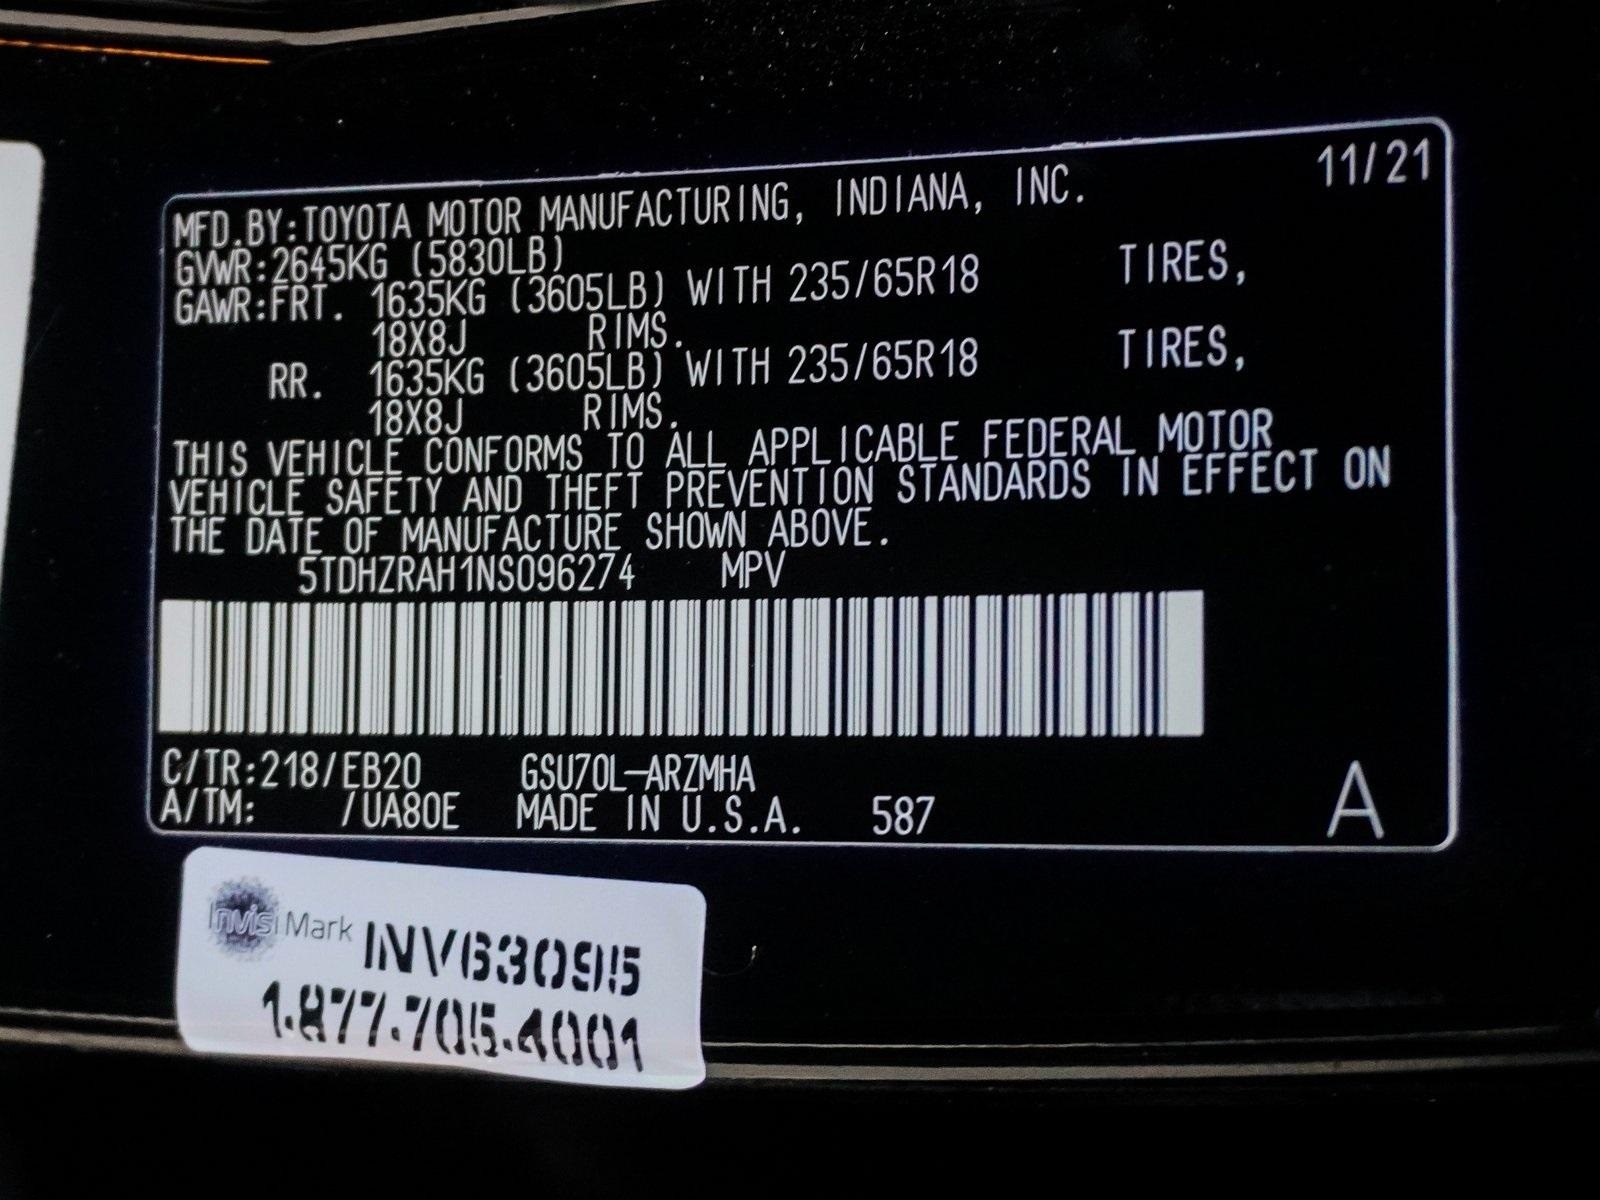 11/21
MFD.BY:TOYOTA MOTOR MANUFACTURING, INDIANA, INC.
GVWR:2645KG (5830LB)
GAWR:FRT. 1635KG (3605LB) WITH 235/65R18 TIRES,
18X8J RIMS.
RR. 1635KG (3605LB) WITH 235/65R18 TIRES,
18X8J RIMS.
THIS VEHICLE CONFORMS TO ALL APPLICABLE FEDERAL MOTOR
VEHICLE SAFETY AND THEFT PREVENTION STANDARDS IN EFFECT ON
THE DATE OF MANUFACTURE SHOWN ABOVE.
5TDHZRAH1NS096274 MPV
C/TR:218/EB20 GSU70L-ARZMHA
A/TM: /UA80E MADE IN U.S.A. 587 A
InvisiMark INV63095
1.877.705.4001